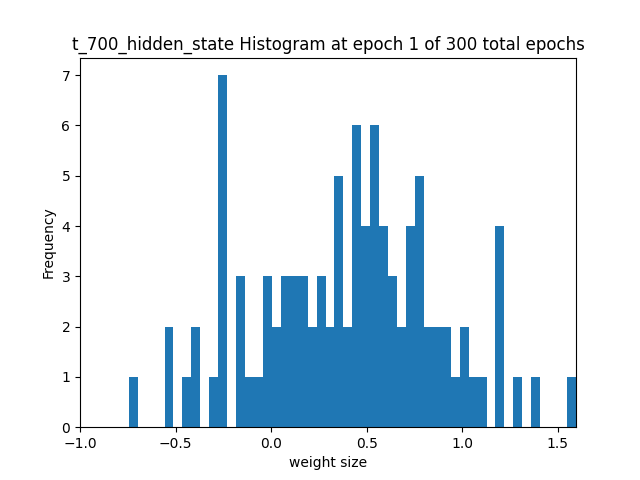 t_700_hidden_state Histogram at epoch 1 of 300 total epochs
7
6
5
4
3
2
1
0
Frequency
−1.0 −0.5 0.0 0.5 1.0 1.5
weight size